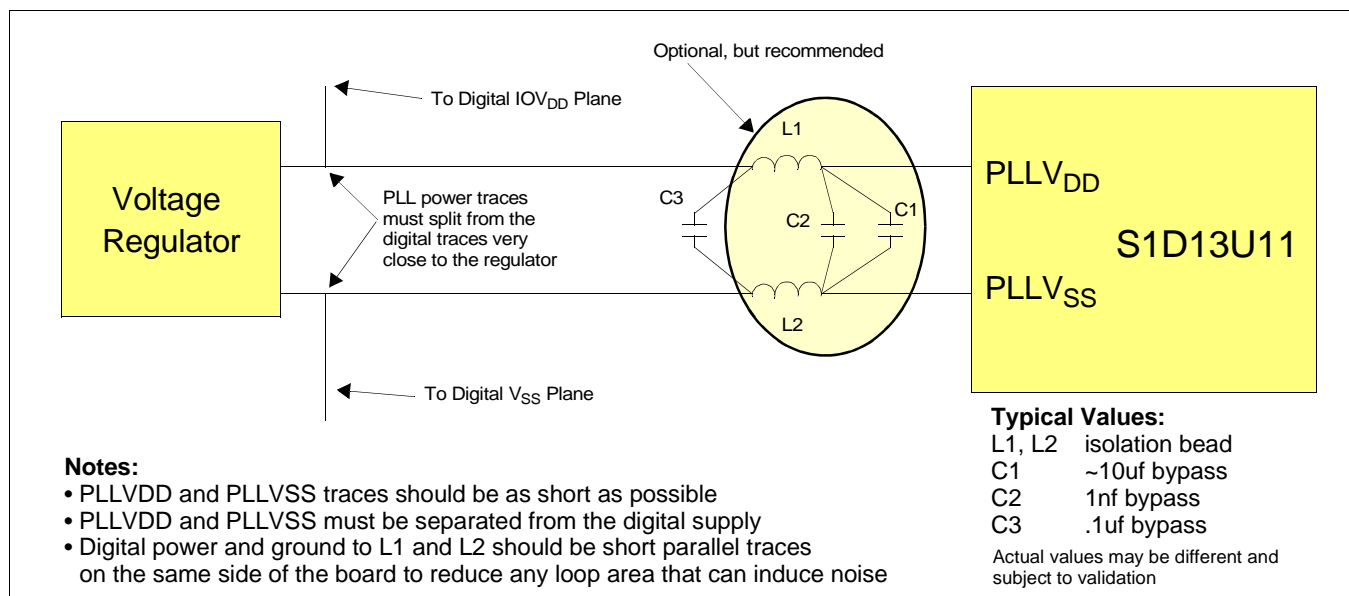 Optional, but recommended
To Digital IOVDD Plane
L1
Voltage
Regulator
PLL power traces
must split from the
digital traces very
close to the regulator
C3
C2
C1
PLLVDD
S1D13U11
PLLVSS
L2
To Digital VSS Plane
Typical Values:
L1, L2 isolation bead
C1 ~10uf bypass
C2 1nf bypass
C3 .1uf bypass
Actual values may be different and
subject to validation
Notes:
• PLLVDD and PLLVSS traces should be as short as possible
• PLLVDD and PLLVSS must be separated from the digital supply
• Digital power and ground to L1 and L2 should be short parallel traces
on the same side of the board to reduce any loop area that can induce noise